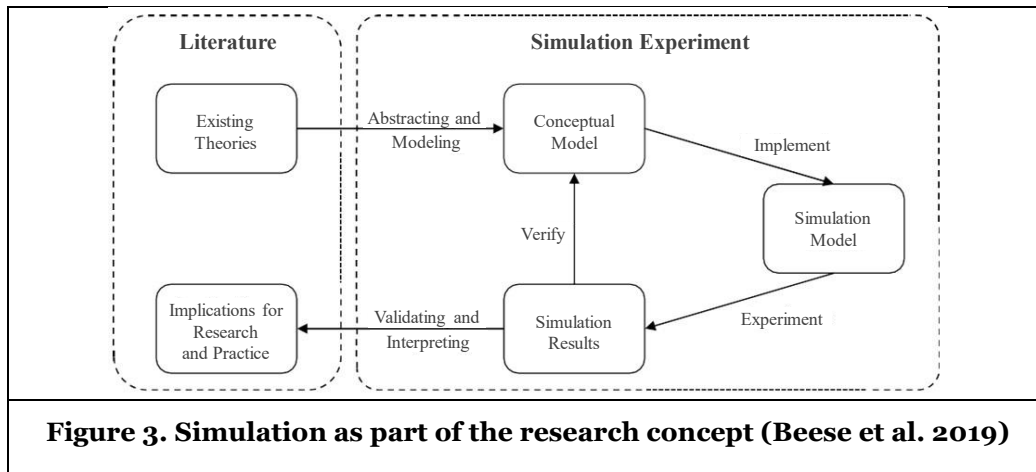 Literature
Simulation Experiment
Existing
Theories
Abstracting and
Modeling
Conceptual
Model
Implement
Simulation
Model
Verify
Implications for
Research
and Practice
Validating and
Interpreting
Simulation
Results
Experiment
Figure 3. Simulation as part of the research concept (Beese et al. 2019)